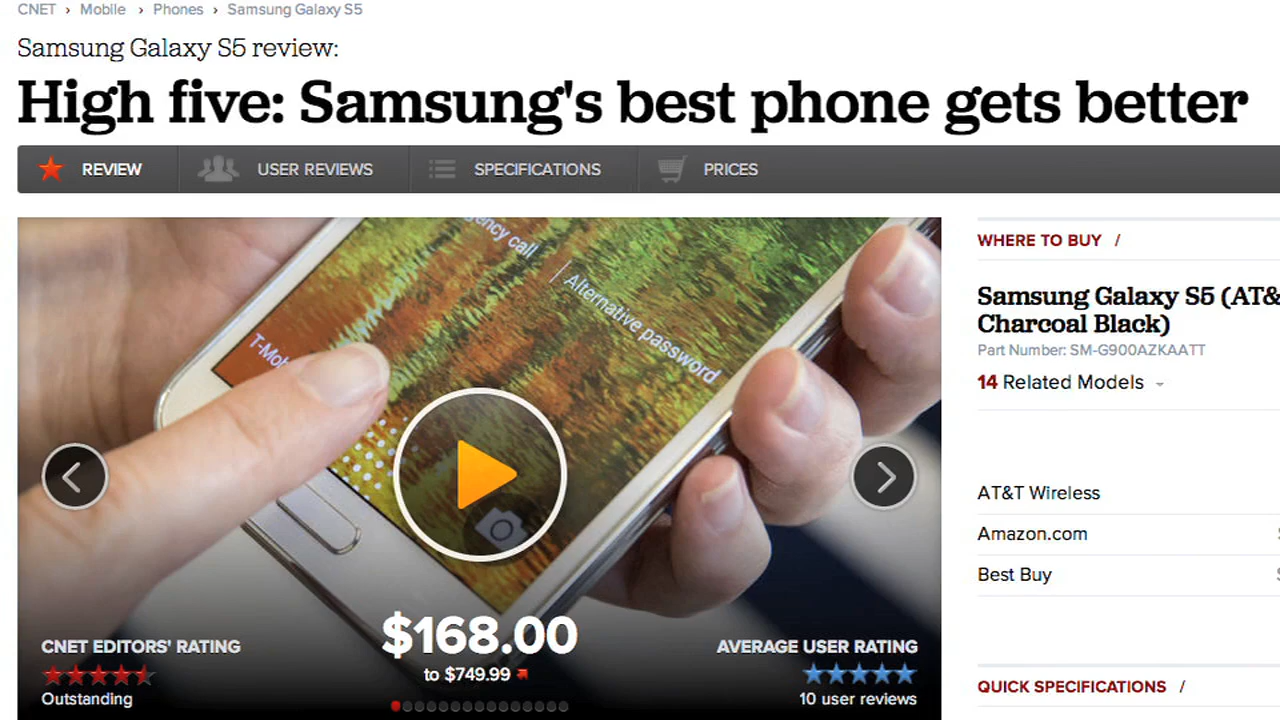 CNET › Mobile › Phones › Samsung Galaxy S5
Samsung Galaxy S5 review:
High five: Samsung's best phone gets better
REVIEW
USER REVIEWS
SPECIFICATIONS
PRICES
call
Alternative password
CNET EDITORS' RATING
Outstanding
$168.00
to $749.99
AVERAGE USER RATING
10 user reviews
WHERE TO BUY /
Samsung Galaxy S5 (AT&
Charcoal Black)
Part Number: SM-G900AZKAATT
14 Related Models
AT&T Wireless
Amazon.com
Best Buy
QUICK SPECIFICATIONS /